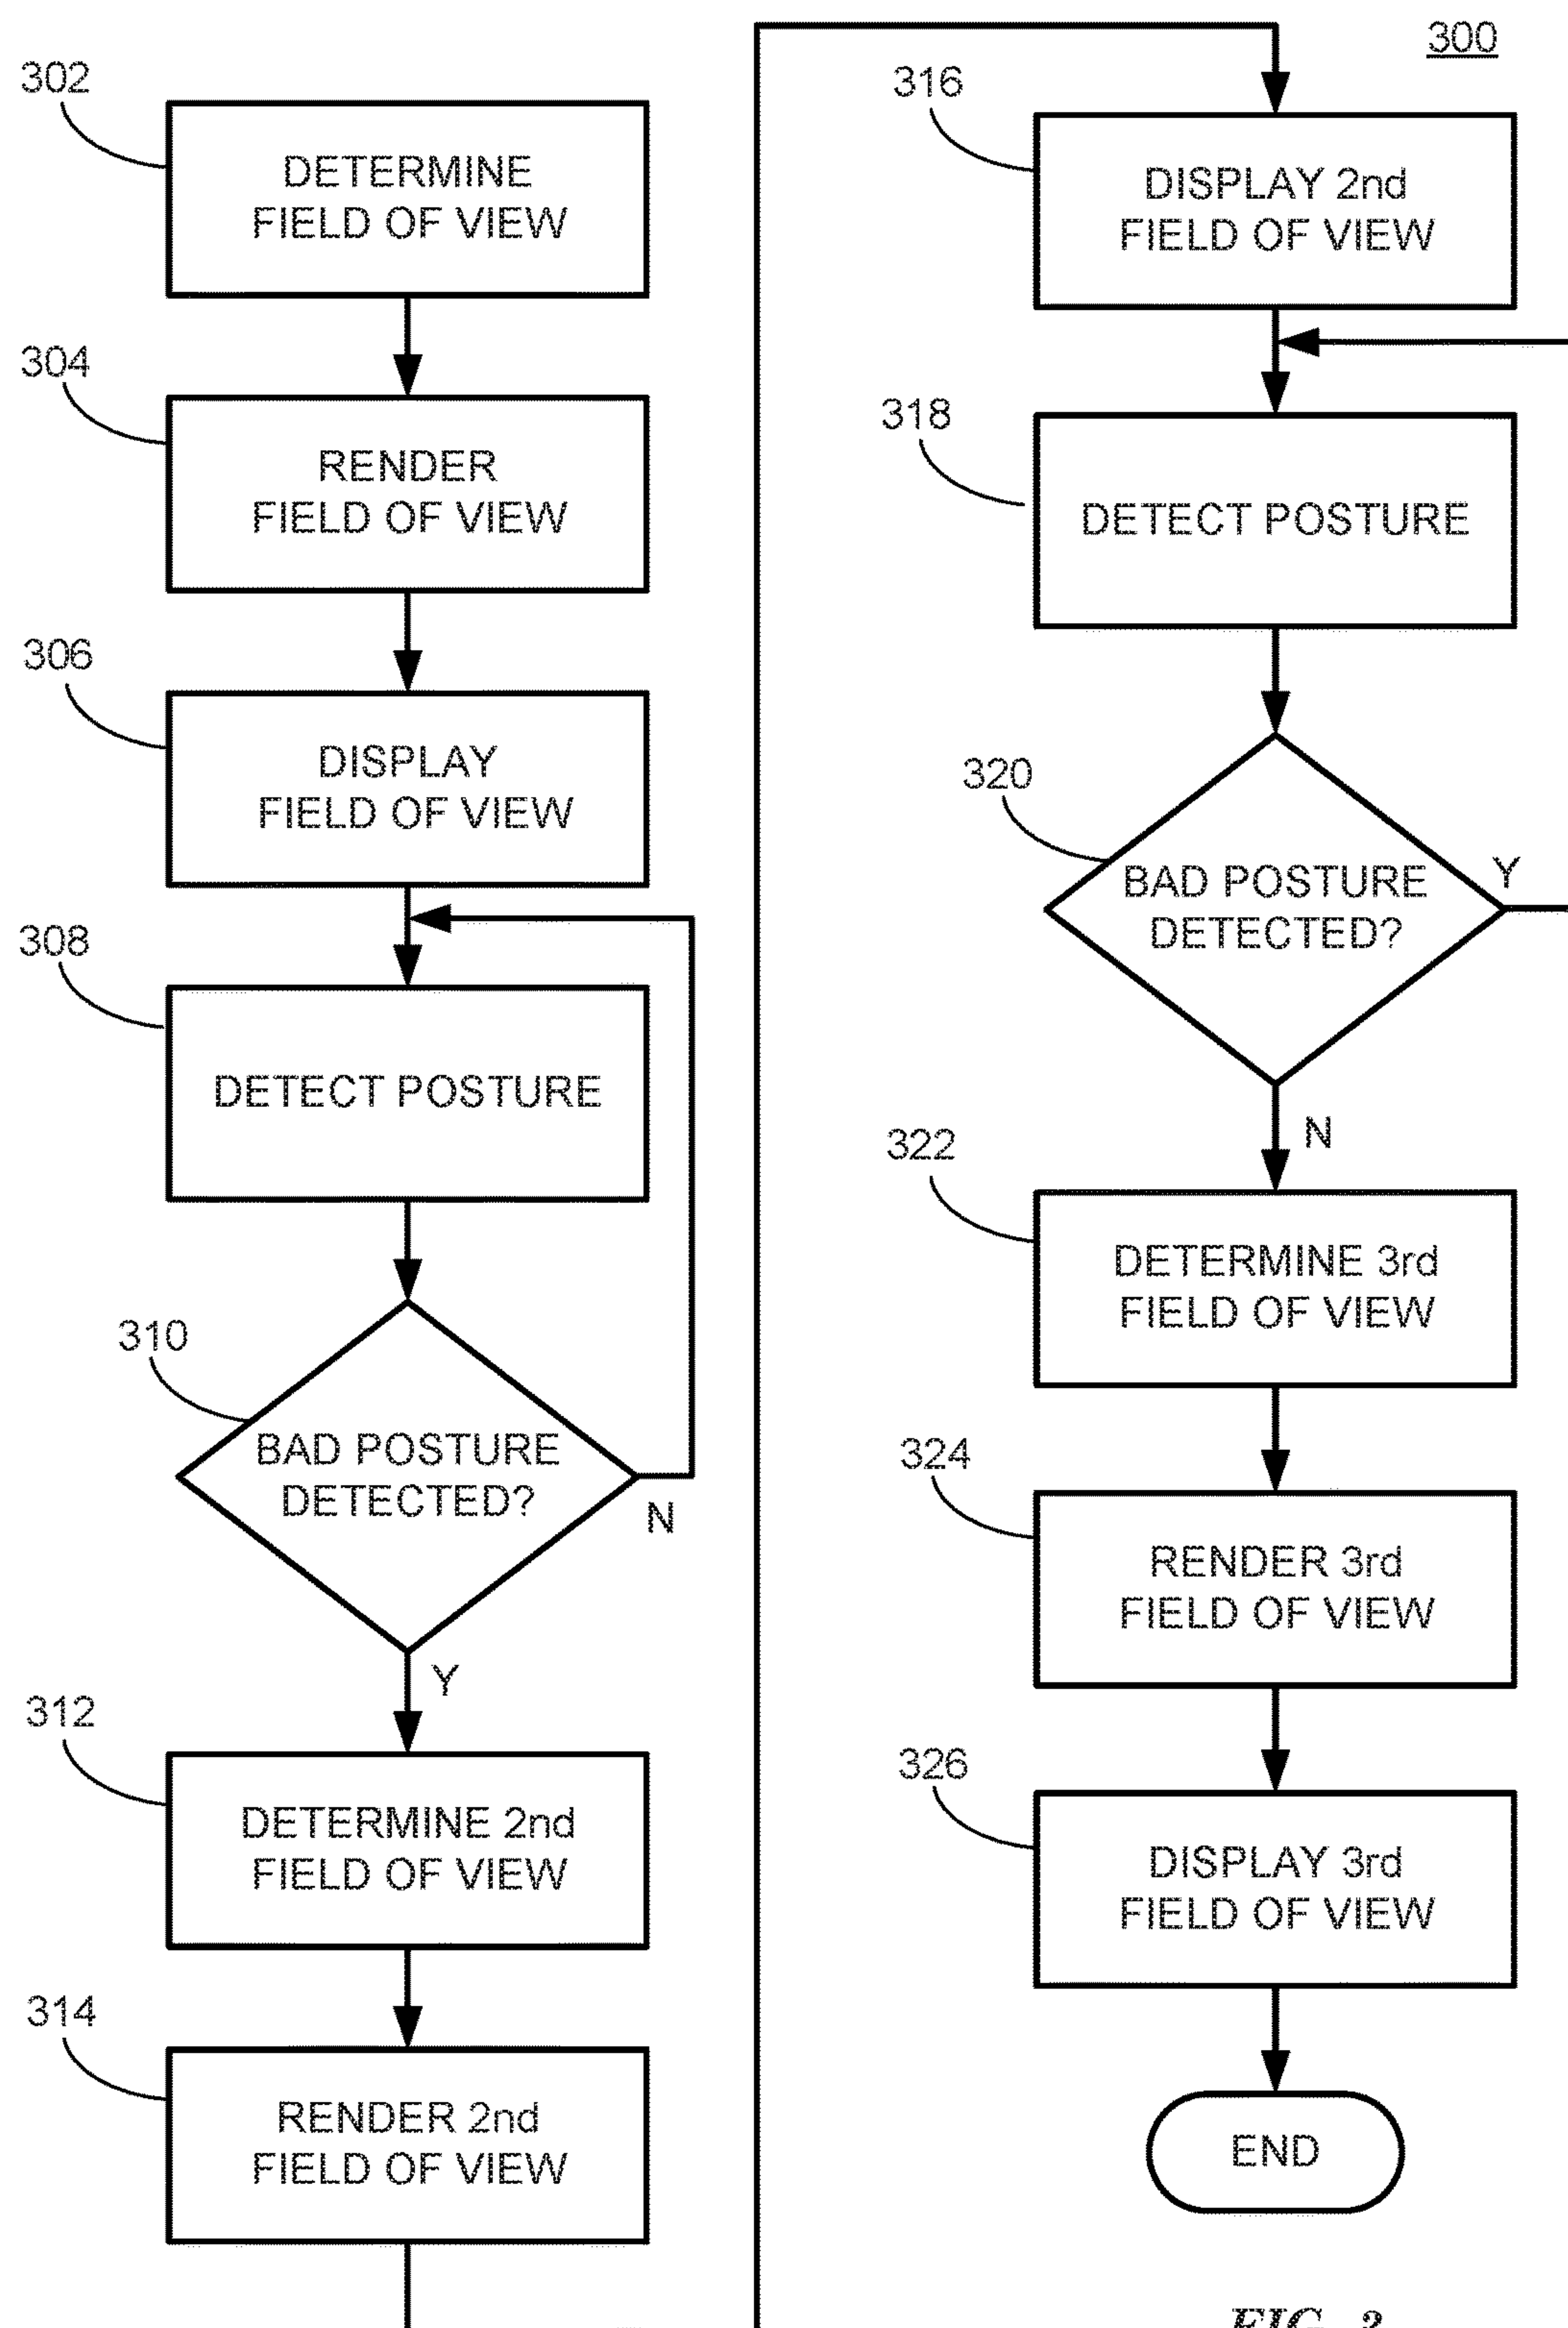 300
302
DETERMINE
FIELD OF VIEW
304
RENDER
FIELD OF VIEW
306
DISPLAY
FIELD OF VIEW
308
DETECT POSTURE
310
BAD POSTURE
DETECTED?
N
Y
312
DETERMINE 2nd
FIELD OF VIEW
314
RENDER 2nd
FIELD OF VIEW
316
DISPLAY 2nd
FIELD OF VIEW
318
DETECT POSTURE
320
BAD POSTURE
DETECTED?
Y
N
322
DETERMINE 3rd
FIELD OF VIEW
324
RENDER 3rd
FIELD OF VIEW
326
DISPLAY 3rd
FIELD OF VIEW
END
FIG.